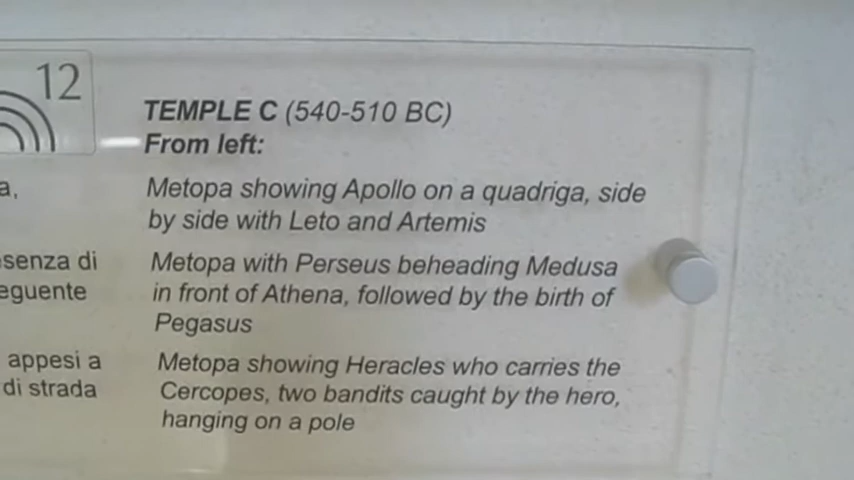 12
TEMPLE C (540-510 BC)
From left:
Metopa showing Apollo on a quadriga, side
by side with Leto and Artemis
Metopa with Perseus beheading Medusa
in front of Athena, followed by the birth of
Pegasus
Metopa showing Heracles who carries the
Cercopes, two bandits caught by the hero,
hanging on a pole
a,
senza di
eguente
appesi a
di strada